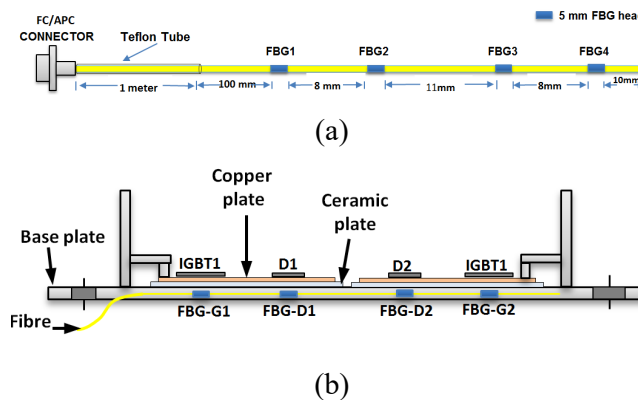 FC/APC
CONNECTOR
Teflon Tube
5 mm FBG head
FBG1
FBG2
FBG3
FBG4
1 meter
100 mm
8 mm
11mm
8mm
10mm
(a)
Copper
plate
Ceramic
plate
Base plate
IGBT1
D1
D2
IGBT1
Fibre
FBG-G1
FBG-D1
FBG-D2
FBG-G2
(b)